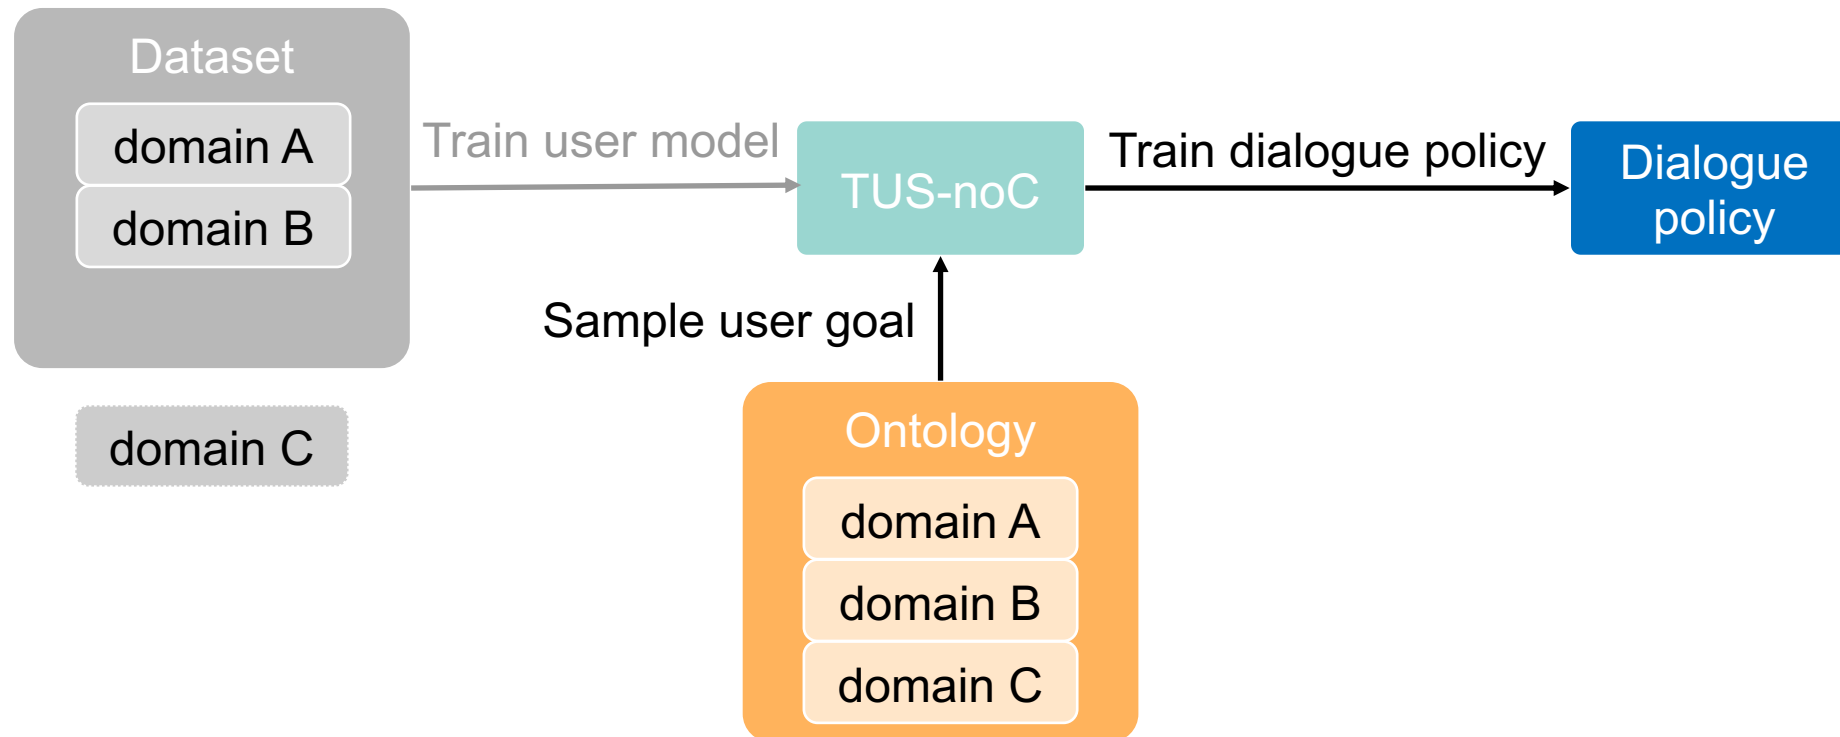 Dataset
domain A
domain B
domain C
Train user model
TUS-noC
Train dialogue policy
Dialogue
policy
Sample user goal
Ontology
domain A
domain B
domain C